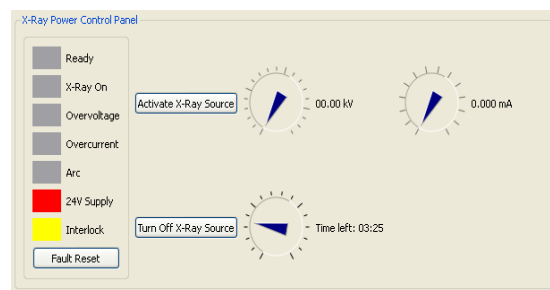 X-Ray Power Control Panel
Ready
X-Ray On
Overvoltage
Overcurrent
Arc
24V Supply
Interlock
Fault Reset
Activate X-Ray Source
00.00 kV
0.000 mA
Turn Off X-Ray Source
Time left: 03:25